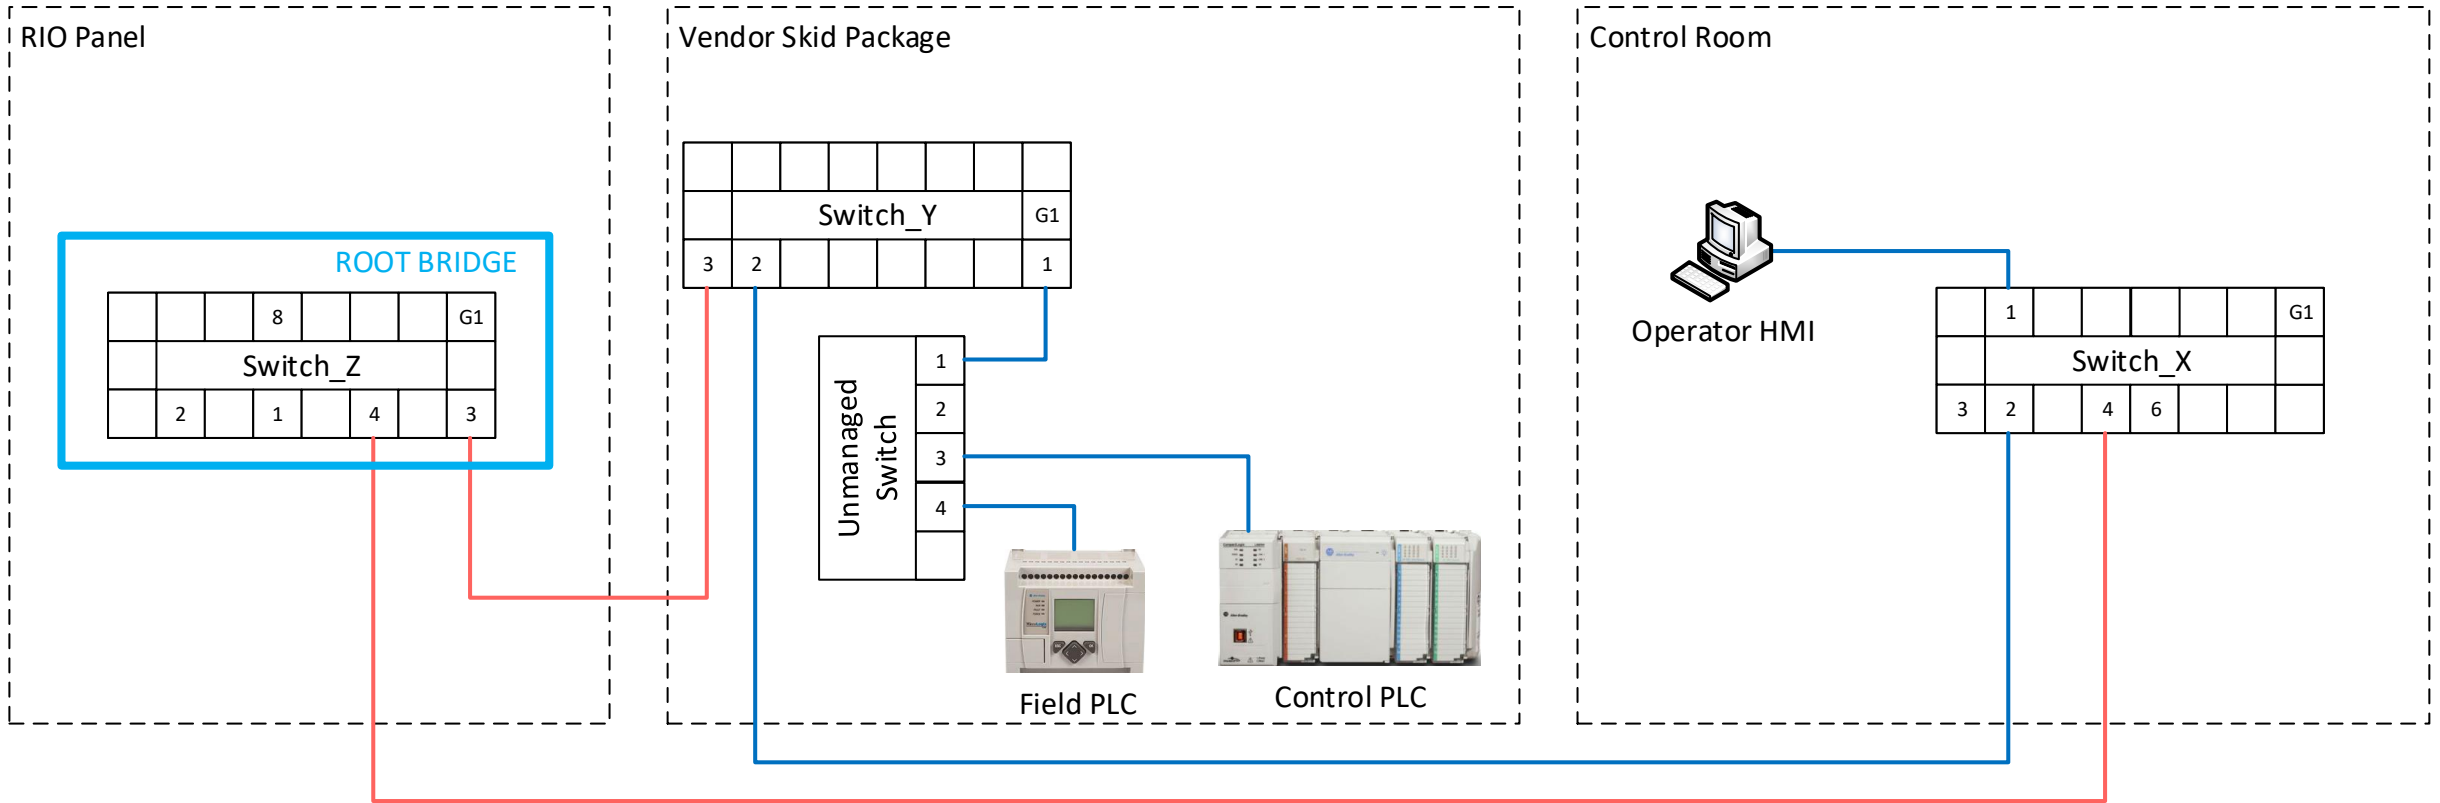 RIO Panel
ROOT BRIDGE
8 G1
Switch_Z
2 1 4 3
Vendor Skid Package
Switch_Y G1
3 2 1
Unmanaged
Switch
1
2
3
4
Field PLC
Control PLC
Control Room
Operator HMI
1 G1
Switch_X
3 2 4 6